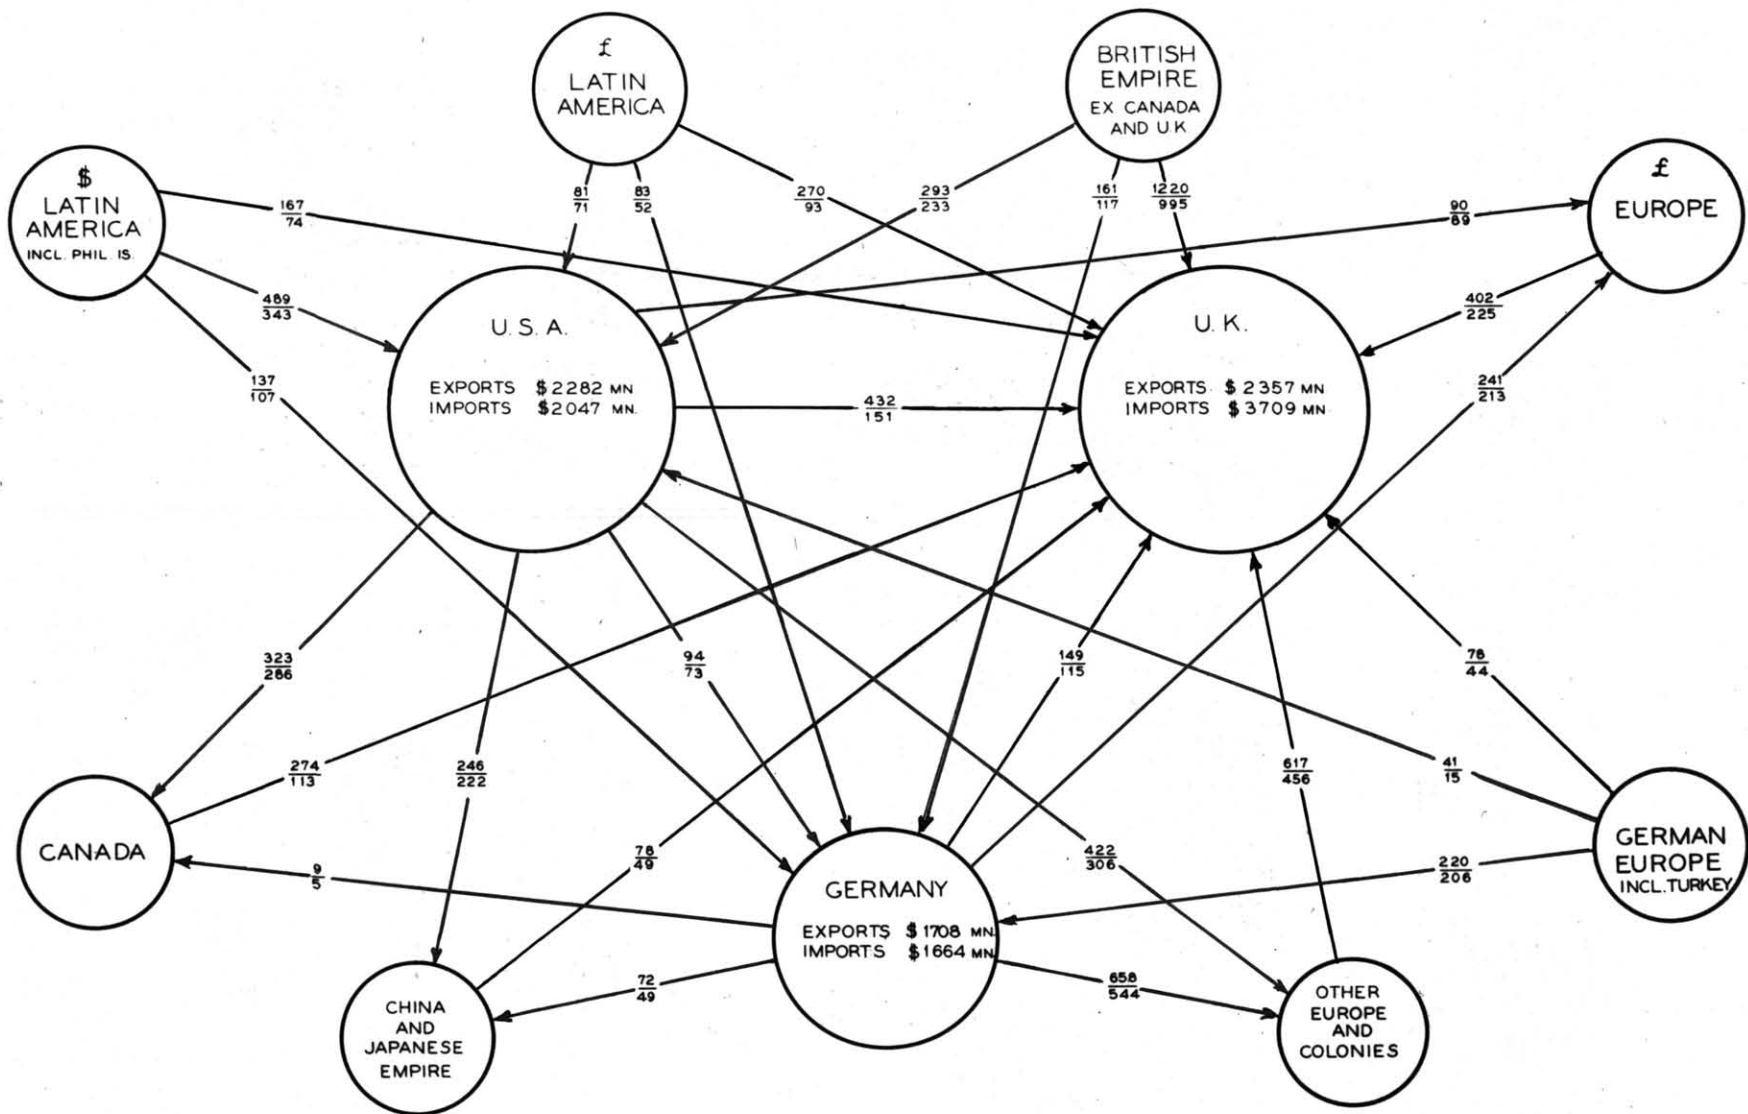 £
LATIN
AMERICA
BRITISH
EMPIRE
EX CANADA
AND U.K
$
LATIN
AMERICA
INCL. PHIL. IS.
£
EUROPE
167
74
81
71
83
52
270
93
293
233
161
117
1220
995
90
89
489
343
402
225
137
107
U. S. A.
EXPORTS $2282 MN
IMPORTS $2047 MN.
432
151
U. K.
EXPORTS $2357 MN
IMPORTS $3709 MN
241
213
323
286
94
73
149
115
78
44
274
113
246
222
617
456
41
15
CANADA
9
5
78
49
422
306
220
206
GERMAN
EUROPE
INCL. TURKEY
GERMANY
EXPORTS $1708 MN.
IMPORTS $1664 MN.
72
49
658
544
CHINA
AND
JAPANESE
EMPIRE
OTHER
EUROPE
AND
COLONIES